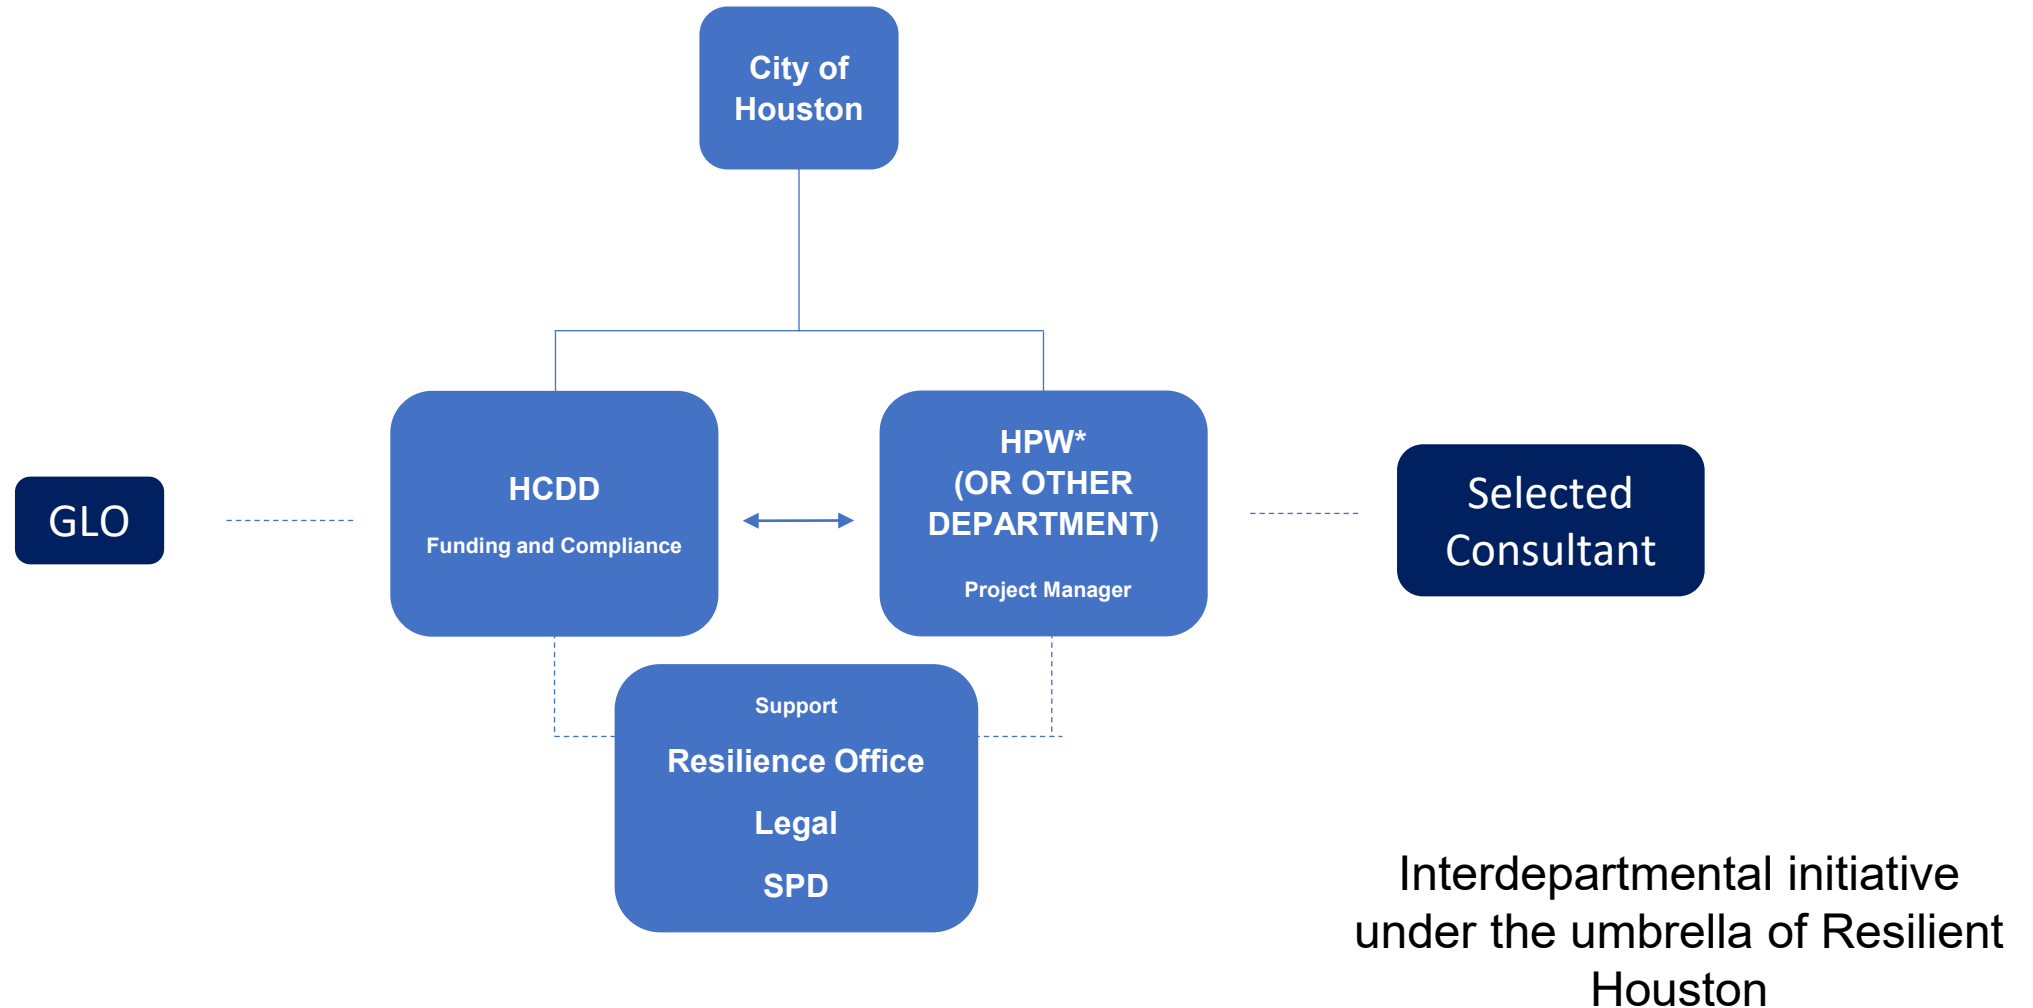 City of
Houston
GLO
HCDD
Funding and Compliance
HPW*
(OR OTHER
DEPARTMENT)
Project Manager
Selected
Consultant
Support
Resilience Office
Legal
SPD
Interdepartmental initiative
under the umbrella of Resilient
Houston